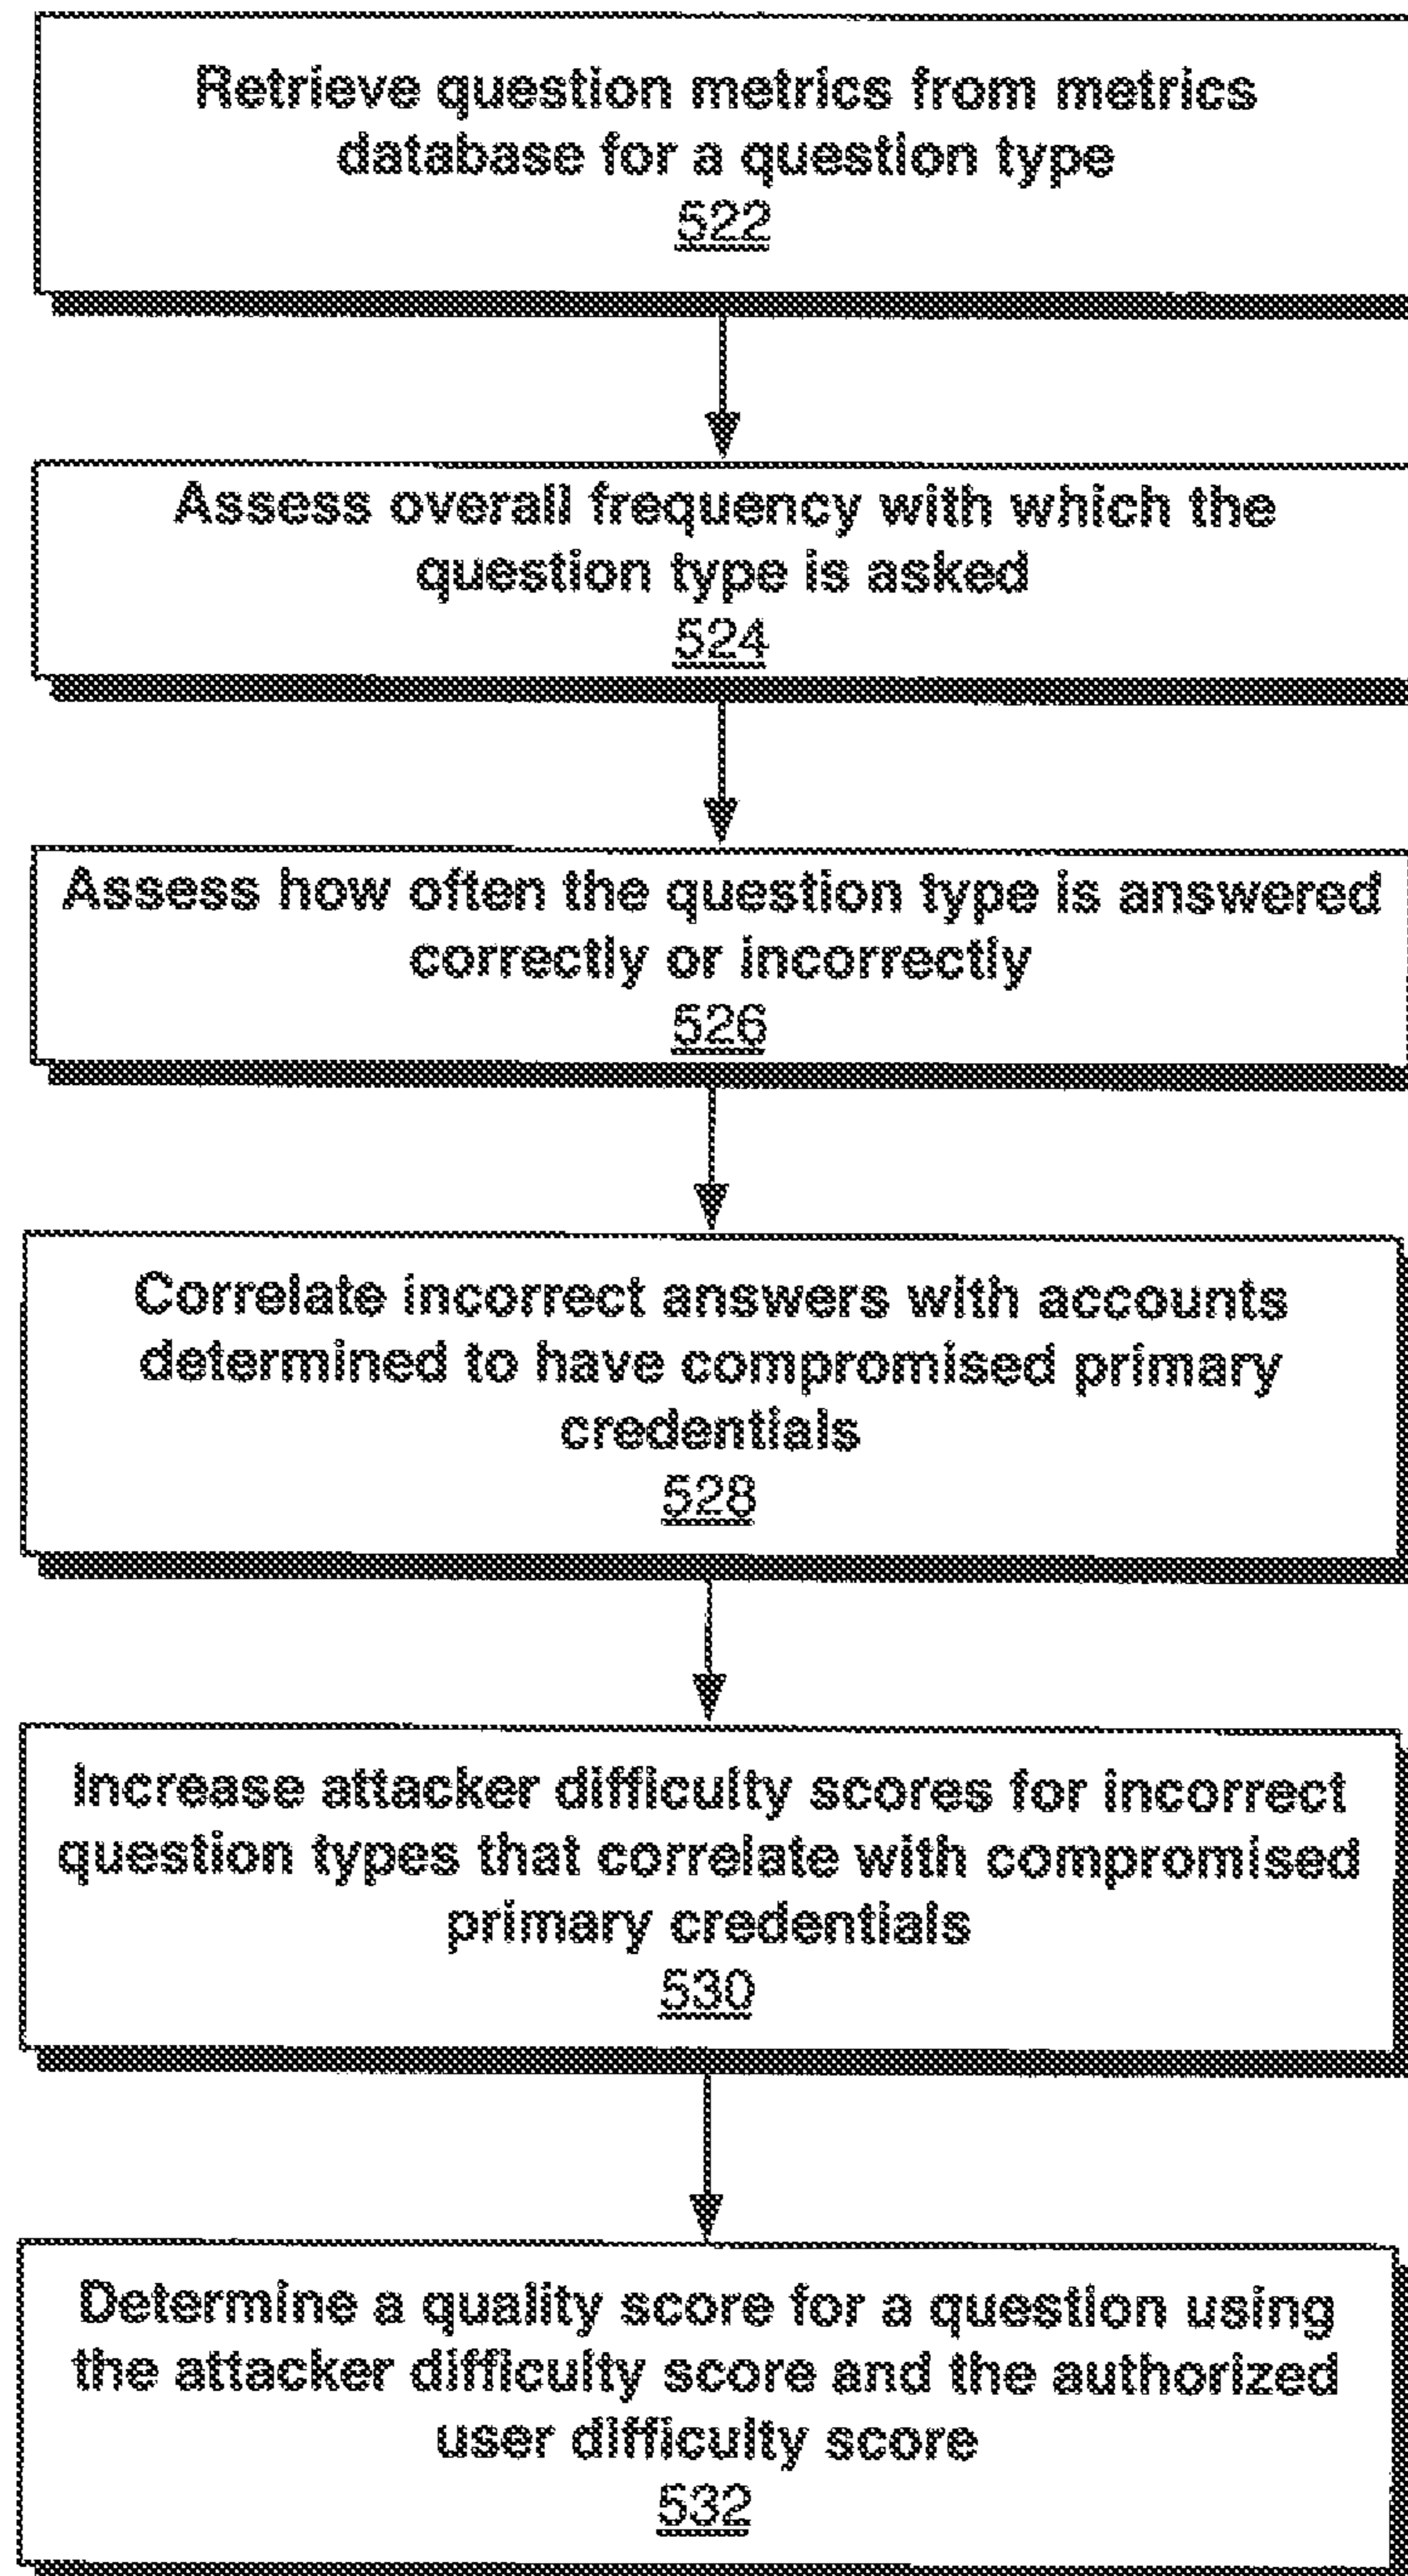 Retrieve question metrics from metrics
database for a question type
522
Assess overall frequency with which the
question type is asked
524
Assess how often the question type is answered
correctly or incorrectly
526
Correlate incorrect answers with accounts
determined to have compromised primary
credentials
528
Increase attacker difficulty scores for incorrect
question types that correlate with compromised
primary credentials
530
Determine a quality score for a question using
the attacker difficulty score and the authorized
user difficulty score
532